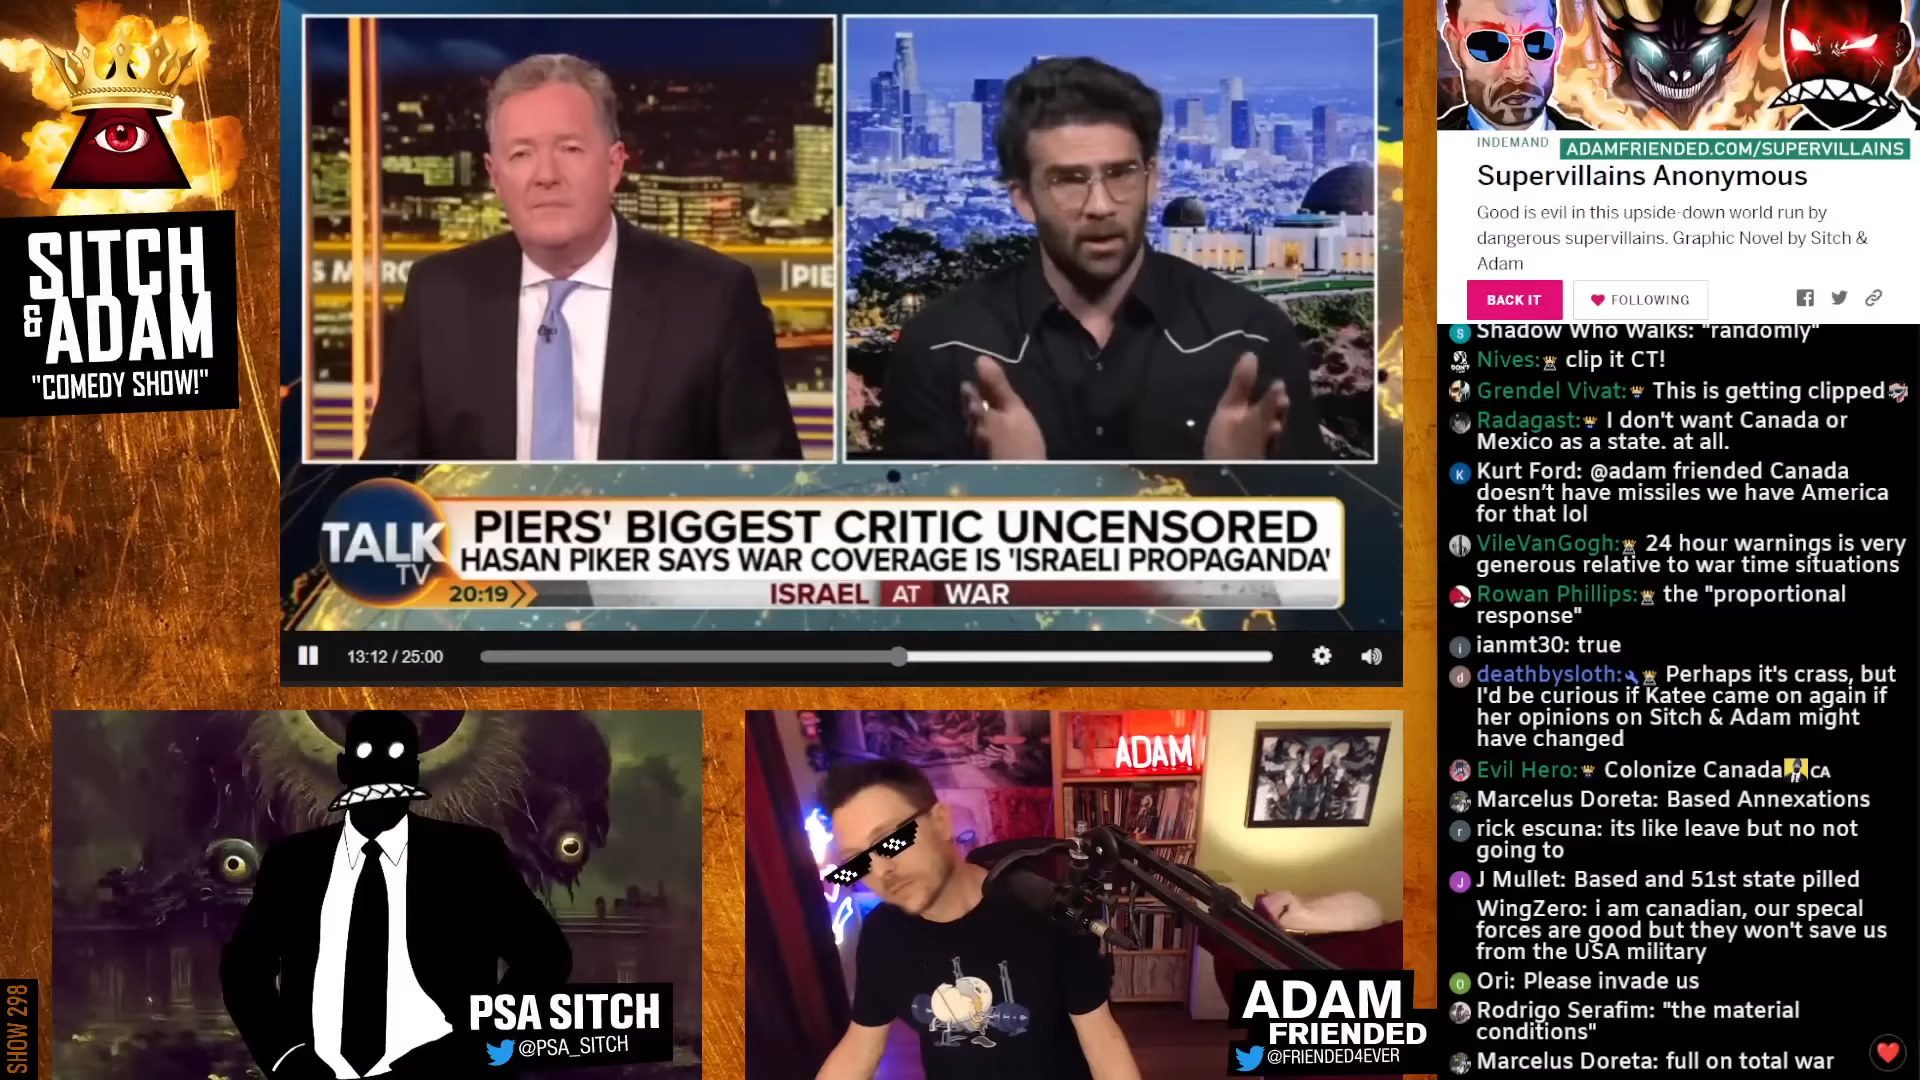 SITCH
& ADAM
"COMEDY SHOW!"
SHOW 298
|PIE
TALK
TV
PIERS' BIGGEST CRITIC UNCENSORED
HASAN PIKER SAYS WAR COVERAGE IS 'ISRAELI PROPAGANDA'
20:19
ISRAEL AT WAR
13:12 / 25:00
PSA SITCH
@PSA_SITCH
ADAM
ADAM
FRIENDED
@FRIENDED4EVER
INDEMAND
ADAMFRIENDED.COM/SUPERVILLAINS
Supervillains Anonymous
Good is evil in this upside-down world run by
dangerous supervillains. Graphic Novel by Sitch &
Adam
BACK IT
FOLLOWING
S Shadow Who Walks: "randomly"
Nives: clip it CT!
Grendel Vivat: This is getting clipped
Radagast: I don't want Canada or
Mexico as a state. at all.
K Kurt Ford: @adam friended Canada
doesn't have missiles we have America
for that lol
VileVanGogh: 24 hour warnings is very
generous relative to war time situations
Rowan Phillips: the "proportional
response"
i ianmt30: true
d deathbysloth: Perhaps it's crass, but
I'd be curious if Katee came on again if
her opinions on Sitch & Adam might
have changed
Evil Hero: Colonize Canada CA
Marcelus Doreta: Based Annexations
r rick escuna: its like leave but no not
going to
J J Mullet: Based and 51st state pilled
WingZero: i am canadian, our specal
forces are good but they won't save us
from the USA military
O Ori: Please invade us
Rodrigo Serafim: "the material
conditions"
Marcelus Doreta: full on total war